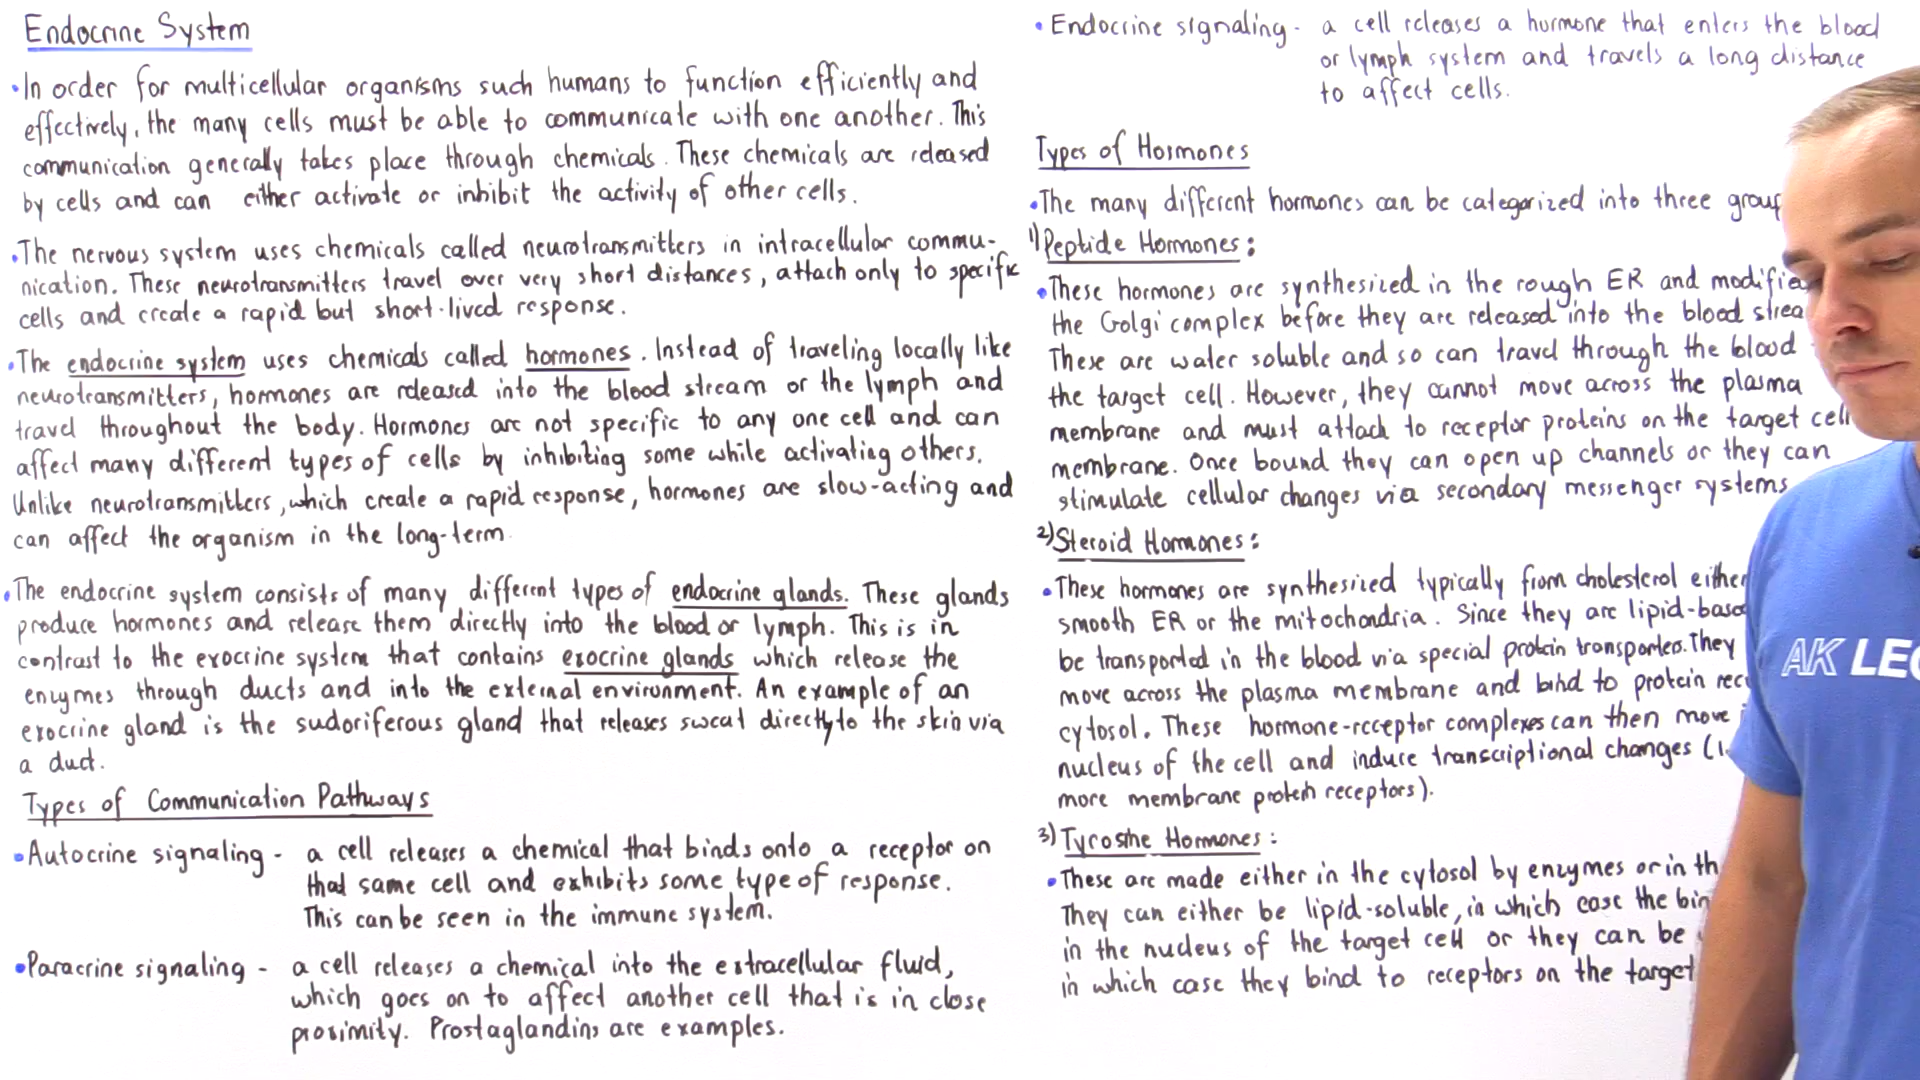 Endocrine System
• In order for multicellular organisms such humans to function efficiently and
effectively, the many cells must be able to communicate with one another. This
communication generally takes place through chemicals. These chemicals are released
by cells and can either activate or inhibit the activity of other cells.
• The nervous system uses chemicals called neurotransmitters in intracellular commu-
nication. These neurotransmitters travel over very short distances, attach only to specific
cells and create a rapid but short-lived response.
• The endocrine system uses chemicals called hormones. Instead of traveling locally like
neurotransmitters, hormones are released into the blood stream or the lymph and
travel throughout the body. Hormones are not specific to any one cell and can
affect many different types of cells by inhibiting some while activating others.
Unlike neurotransmitters, which create a rapid response, hormones are slow-acting and
can affect the organism in the long-term.
• The endocrine system consists of many different types of endocrine glands. These glands
produce hormones and release them directly into the blood or lymph. This is in
contrast to the exocrine system that contains exocrine glands which release the
enzymes through ducts and into the external environment. An example of an
exocrine gland is the sudoriferous gland that releases sweat directly to the skin via
a duct.
Types of Communication Pathways
• Autocrine signaling - a cell releases a chemical that binds onto a receptor on
that same cell and exhibits some type of response.
This can be seen in the immune system.
• Paracrine signaling - a cell releases a chemical into the extracellular fluid,
which goes on to affect another cell that is in close
proximity. Prostaglandins are examples.
• Endocrine signaling - a cell releases a hormone that enters the blood
or lymph system and travels a long distance
to affect cells.
Types of Hormones
• The many different hormones can be categorized into three group
1) Peptide Hormones:
• These hormones are synthesized in the rough ER and modifie
the Golgi complex before they are released into the blood strea
These are water soluble and so can travel through the blood
the target cell. However, they cannot move across the plasma
membrane and must attach to receptor proteins on the target cell
membrane. Once bound they can open up channels or they can
stimulate cellular changes via secondary messenger systems
2) Steroid Hormones:
• These hormones are synthesized typically from cholesterol either
smooth ER or the mitochondria. Since they are lipid-base
be transported in the blood via special protein transporters. They
move across the plasma membrane and bind to protein rec
cytosol. These hormone-receptor complexes can then move
nucleus of the cell and induce transcriptional changes (i.
more membrane protein receptors).
3) Tyrosine Hormones:
• These are made either in the cytosol by enzymes or in th
They can either be lipid-soluble, in which case the bin
in the nucleus of the target cell or they can be
in which case they bind to receptors on the target
AK LEC